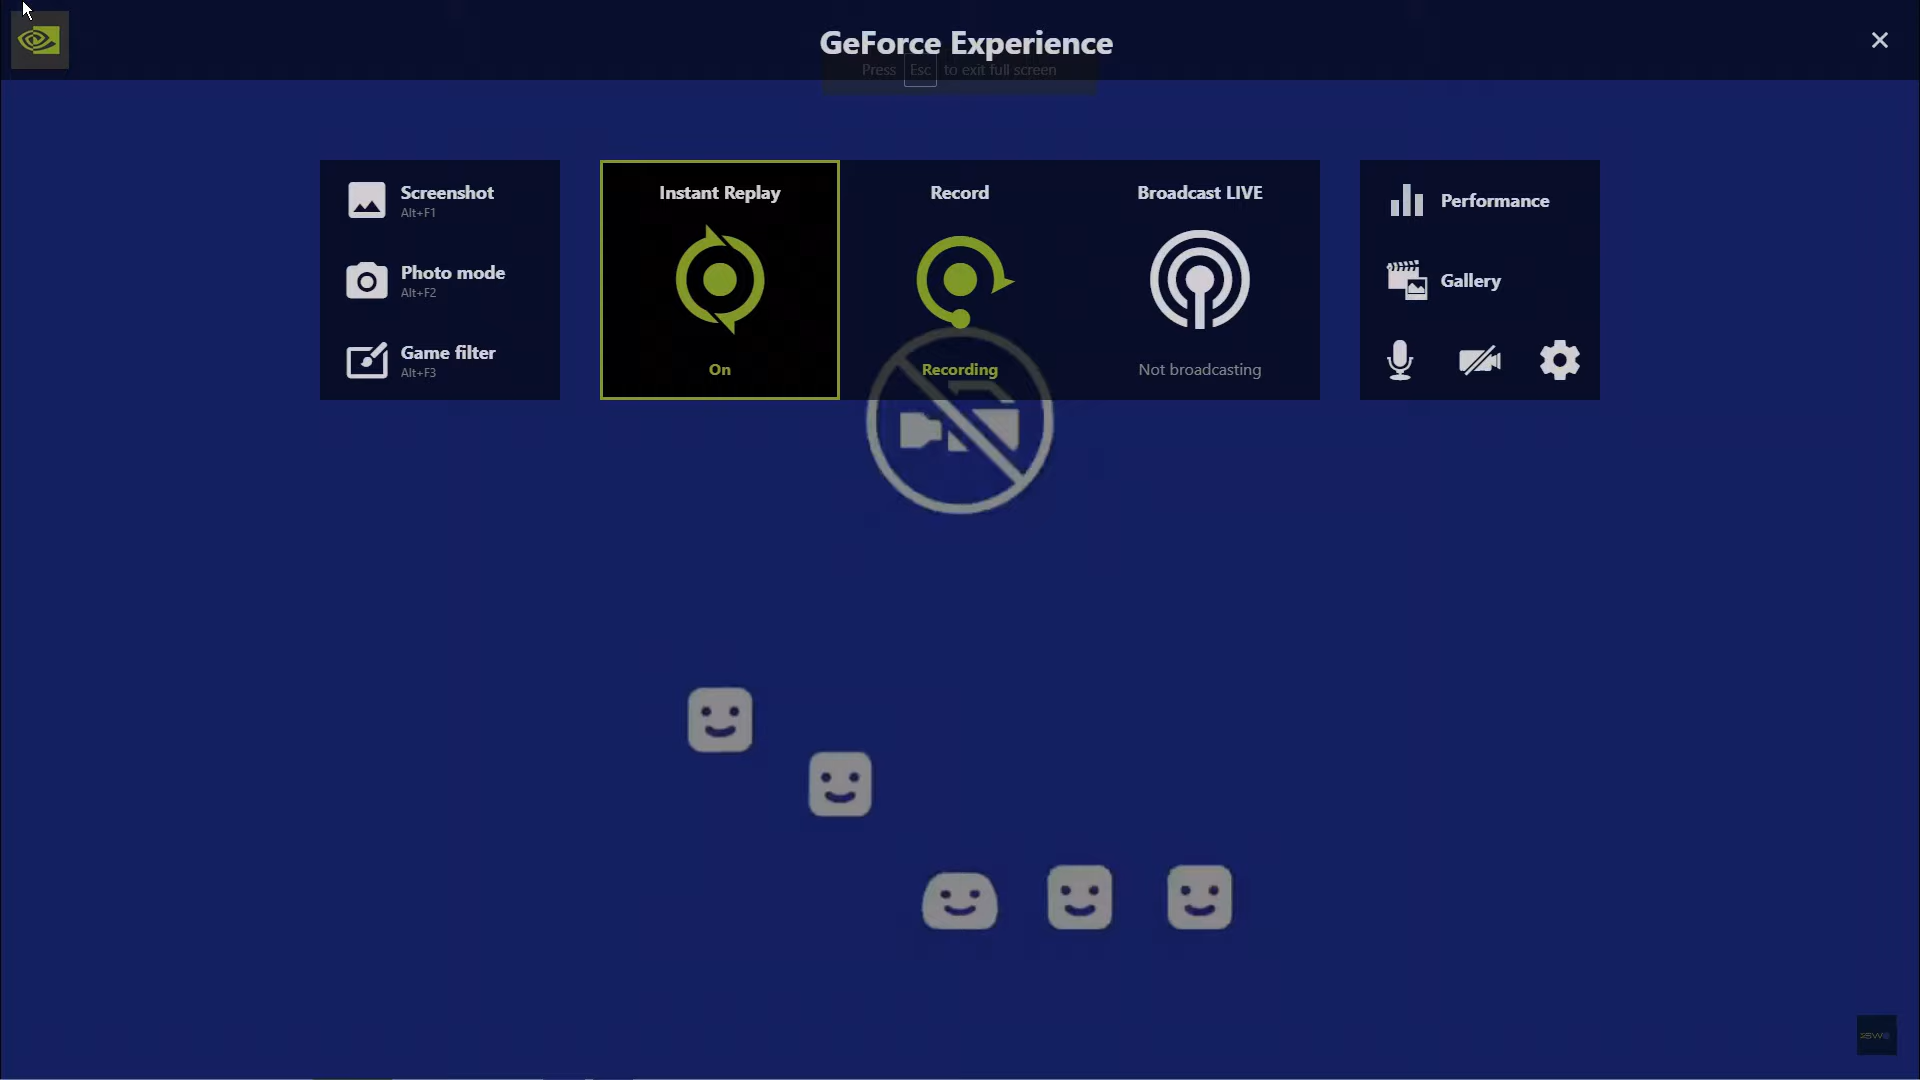 GeForce Experience
Press Esc to exit full screen
Screenshot
Alt+F1
Photo mode
Alt+F2
Game filter
Alt+F3
Instant Replay
On
Record
Recording
Broadcast LIVE
Not broadcasting
Performance
Gallery